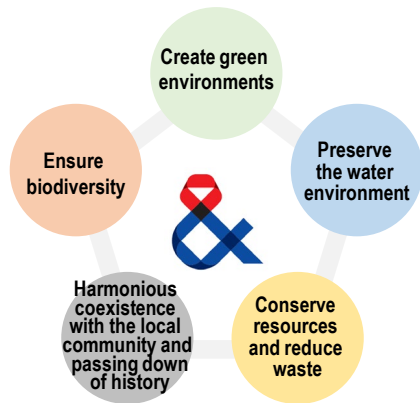 Create green
environments
Preserve
the water
environment
Conserve
resources
and reduce
waste
Harmonious
coexistence
with the local
community and
passing down
of history
Ensure
biodiversity
&